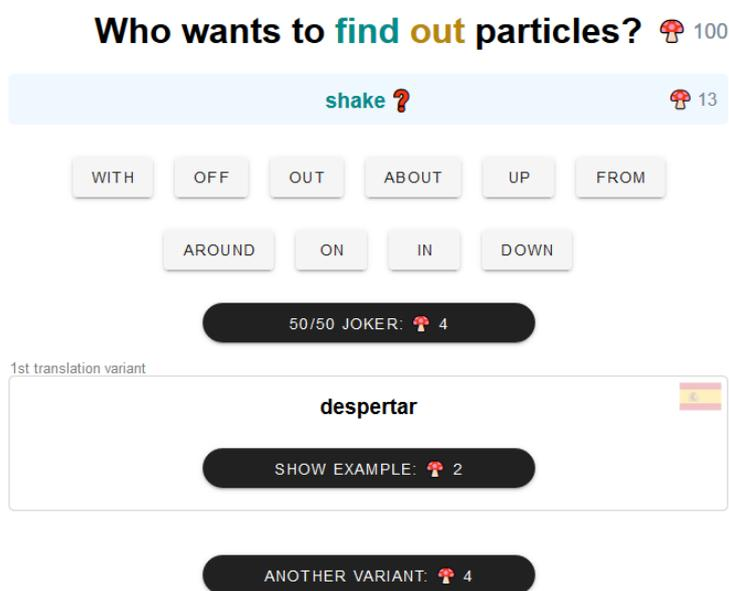 Who wants to find out particles? 🍄 100
shake ❓ 🍄 13
WITH OFF OUT ABOUT UP FROM
AROUND ON IN DOWN
50/50 JOKER: 🍄 4
1st translation variant
despertar
SHOW EXAMPLE: 🍄 2
ANOTHER VARIANT: 🍄 4